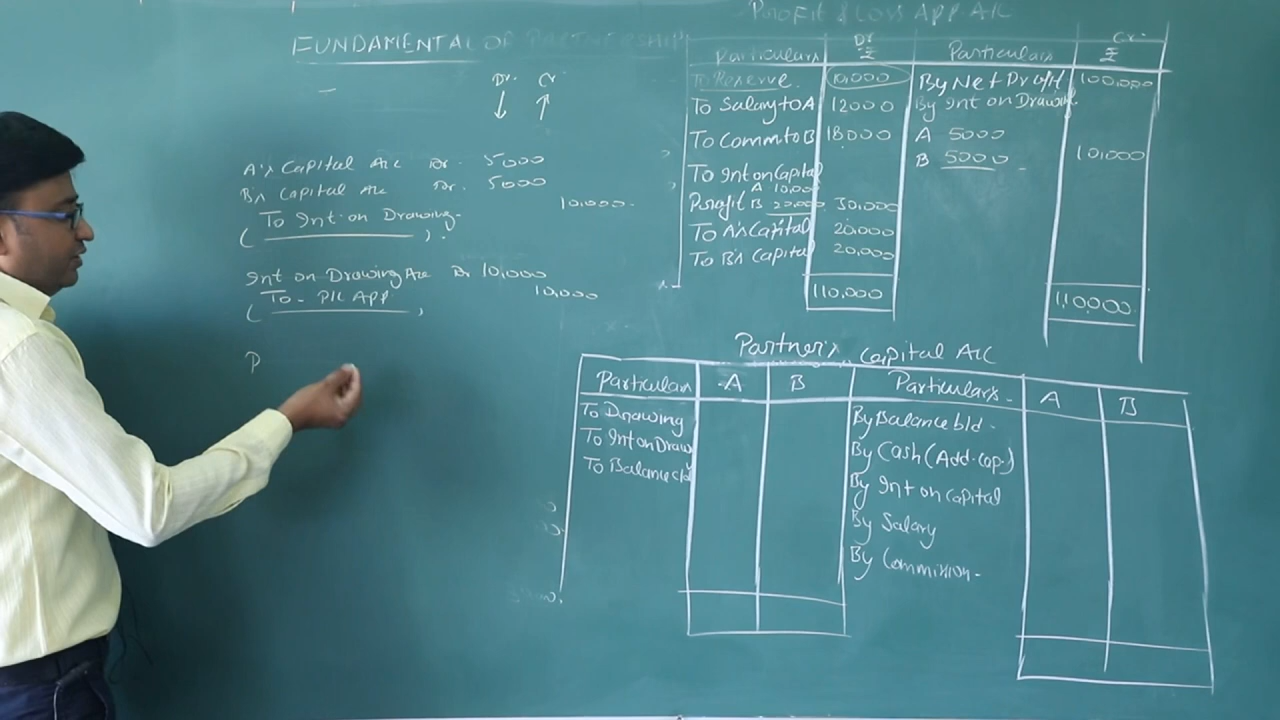 FUNDAMENTAL OF PARTNERSHIP
Dr. Cr.
A's Capital A/c Dr. 5000
B's Capital A/c Dr. 5000
To Int. on Drawing. 10,000.
Int on Drawing A/c Dr 10,000
To - P/L App 10,000
P
Profit & Loss App A/c
Particulars Dr. ₹ Particulars Cr. ₹
To Reserve. 10,000 By Net Profit 100,000
To Salary to A 12000 By Int on Drawing.
To Comm to B 18000 A 5000
B 5000 10,000
To Int on Capital
A 10,000
Profit B 20,000 30,000
To A's Capital 20,000
To B's Capital 20,000
110,000 1,10,000
Partner's Capital A/c
Particulars A B Particulars. A B
To Drawing By Balance b/d.
To Int on Draw By Cash (Add. Cap.)
To Balance c/d By Int on Capital
By Salary
By Commission.